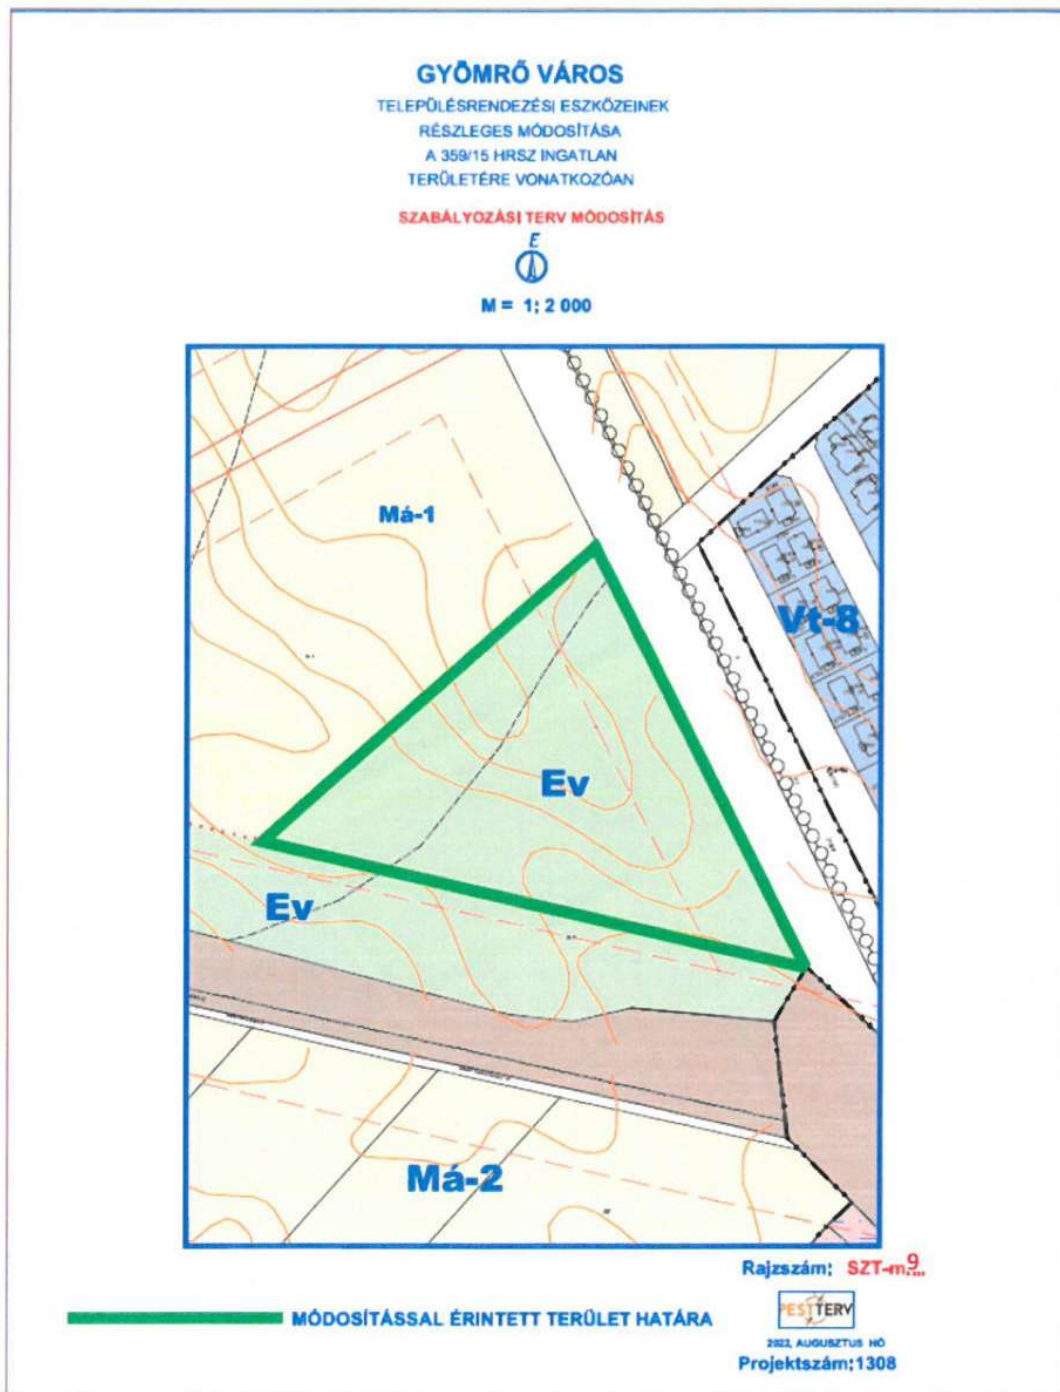 GYÖMRŐ VÁROS
TELEPÜLÉSRENDEZÉSI ESZKÖZEINEK
RÉSZLEGES MÓDOSÍTÁSA
A 359/15 HRSZ INGATLAN
TERÜLETÉRE VONATKOZÓAN
SZABÁLYOZÁSI TERV MÓDOSÍTÁS
É
M = 1: 2 000
Má-1
Vt-8
Ev
Ev
Má-2
Rajzszám: SZT-m.9...
MÓDOSÍTÁSSAL ÉRINTETT TERÜLET HATÁRA
PESTTERV
2022, AUGUSZTUS HÓ
Projektszám:1308